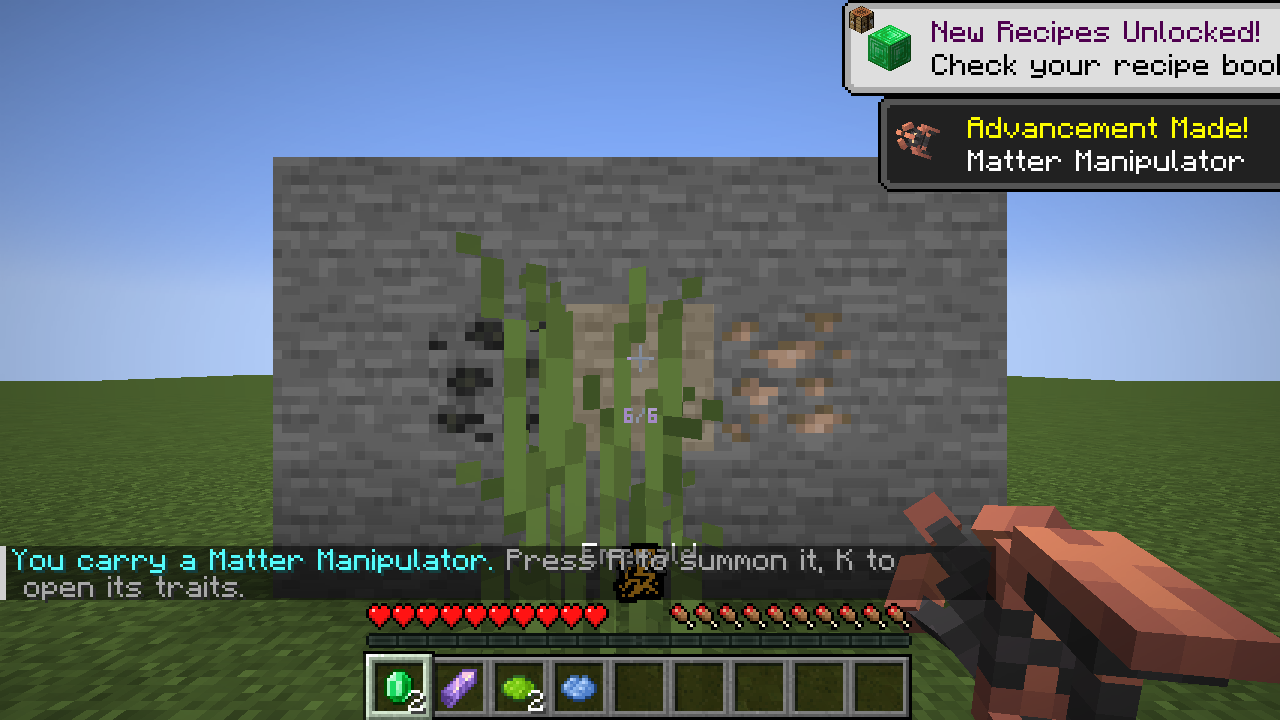 New Recipes Unlocked!
Check your recipe boo
Advancement Made!
Matter Manipulator
6/6
Emerald
You carry a Matter Manipulator. Press R to summon it, K to
open its traits.
2
2